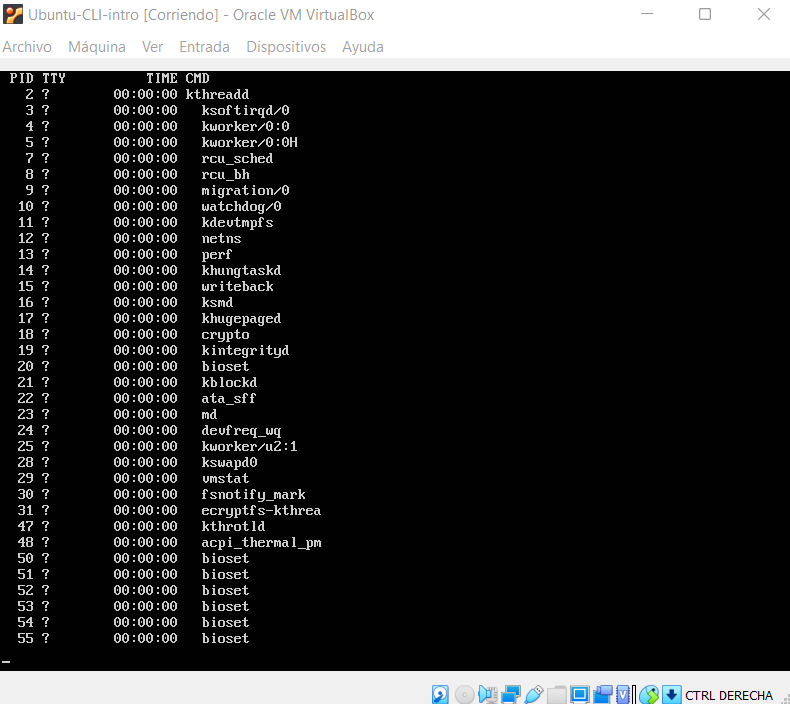 Ubuntu-CLI-intro [Corriendo] - Oracle VM VirtualBox
Archivo Máquina Ver Entrada Dispositivos Ayuda
PID TTY TIME CMD
2 ? 00:00:00 kthreadd
3 ? 00:00:00 ksoftirqd/0
4 ? 00:00:00 kworker/0:0
5 ? 00:00:00 kworker/0:0H
7 ? 00:00:00 rcu_sched
8 ? 00:00:00 rcu_bh
9 ? 00:00:00 migration/0
10 ? 00:00:00 watchdog/0
11 ? 00:00:00 kdevtmpfs
12 ? 00:00:00 netns
13 ? 00:00:00 perf
14 ? 00:00:00 khungtaskd
15 ? 00:00:00 writeback
16 ? 00:00:00 ksmd
17 ? 00:00:00 khugepaged
18 ? 00:00:00 crypto
19 ? 00:00:00 kintegrityd
20 ? 00:00:00 bioset
21 ? 00:00:00 kblockd
22 ? 00:00:00 ata_sff
23 ? 00:00:00 md
24 ? 00:00:00 devfreq_wq
25 ? 00:00:00 kworker/u2:1
28 ? 00:00:00 kswapd0
29 ? 00:00:00 vmstat
30 ? 00:00:00 fsnotify_mark
31 ? 00:00:00 ecryptfs-kthrea
47 ? 00:00:00 kthrotld
48 ? 00:00:00 acpi_thermal_pm
50 ? 00:00:00 bioset
51 ? 00:00:00 bioset
52 ? 00:00:00 bioset
53 ? 00:00:00 bioset
54 ? 00:00:00 bioset
55 ? 00:00:00 bioset
CTRL DERECHA